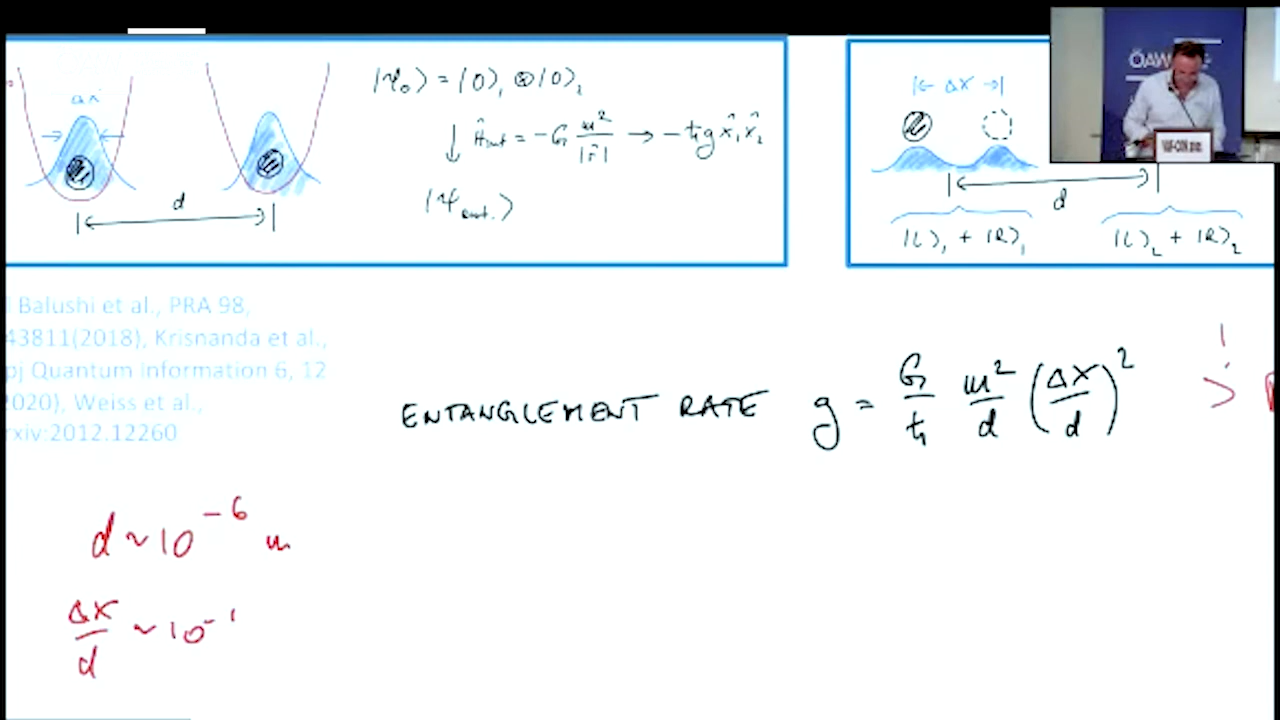 Δx
d
|ψ₀⟩ = |0⟩₁ ⊗ |0⟩₂
↓ Ĥ = -G m²/|r̂| → -ħg x̂₁x̂₂
|ψ⟩
|← Δx →|
d
|L⟩₁ + |R⟩₁
|L⟩₂ + |R⟩₂
ÖAW
Balushi et al., PRA 98,
43811(2018), Krisnanda et al.,
pj Quantum Information 6, 12
2020), Weiss et al.,
rxiv:2012.12260
ENTANGLEMENT RATE g = G/ħ m²/d (Δx/d)² >
!
d ~ 10⁻⁶ m
Δx/d ~ 10⁻¹